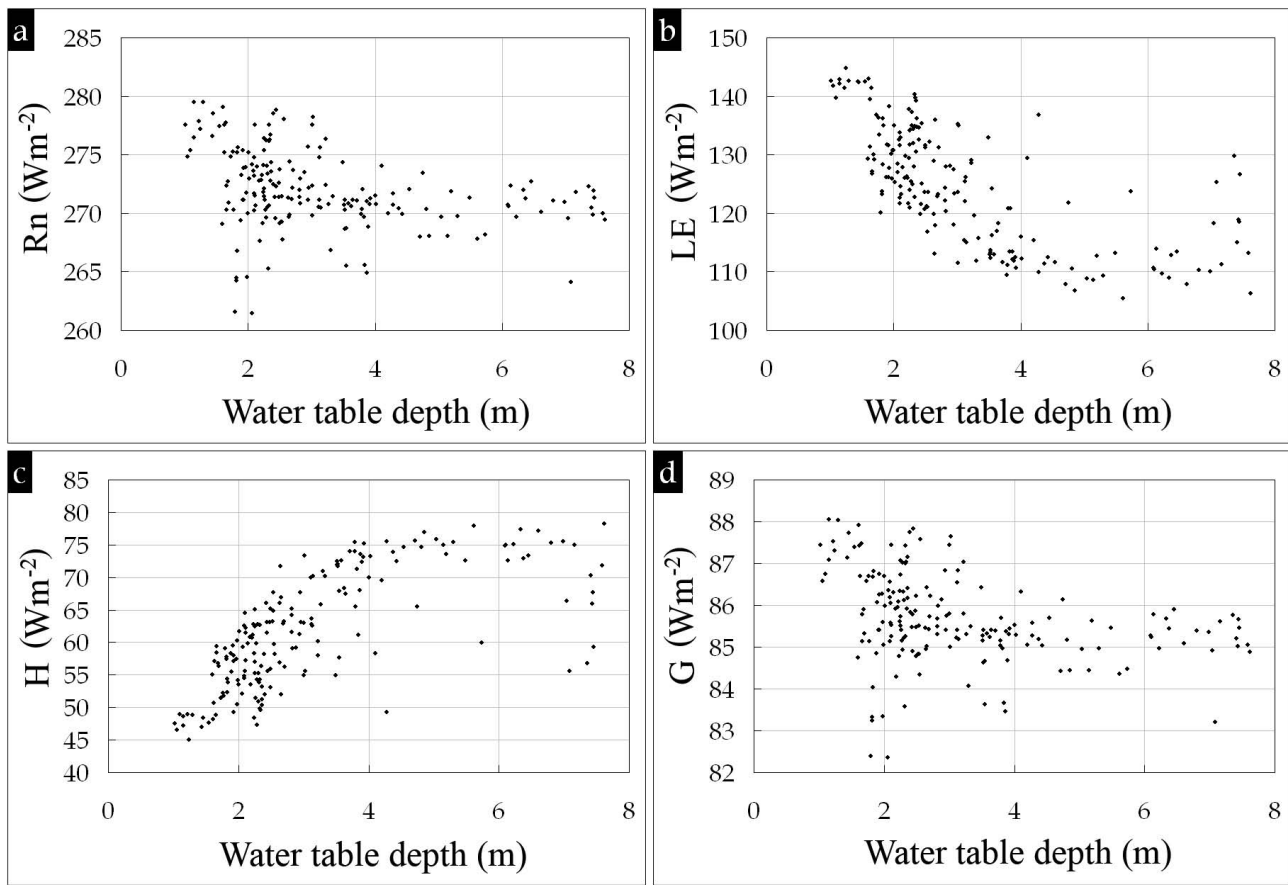 a
285
280
275
270
265
260
Rn (Wm⁻²)
0 2 4 6 8
Water table depth (m)
b
150
140
130
120
110
100
LE (Wm⁻²)
0 2 4 6 8
Water table depth (m)
c
85
80
75
70
65
60
55
50
45
40
H (Wm⁻²)
0 2 4 6 8
Water table depth (m)
d
89
88
87
86
85
84
83
82
G (Wm⁻²)
0 2 4 6 8
Water table depth (m)